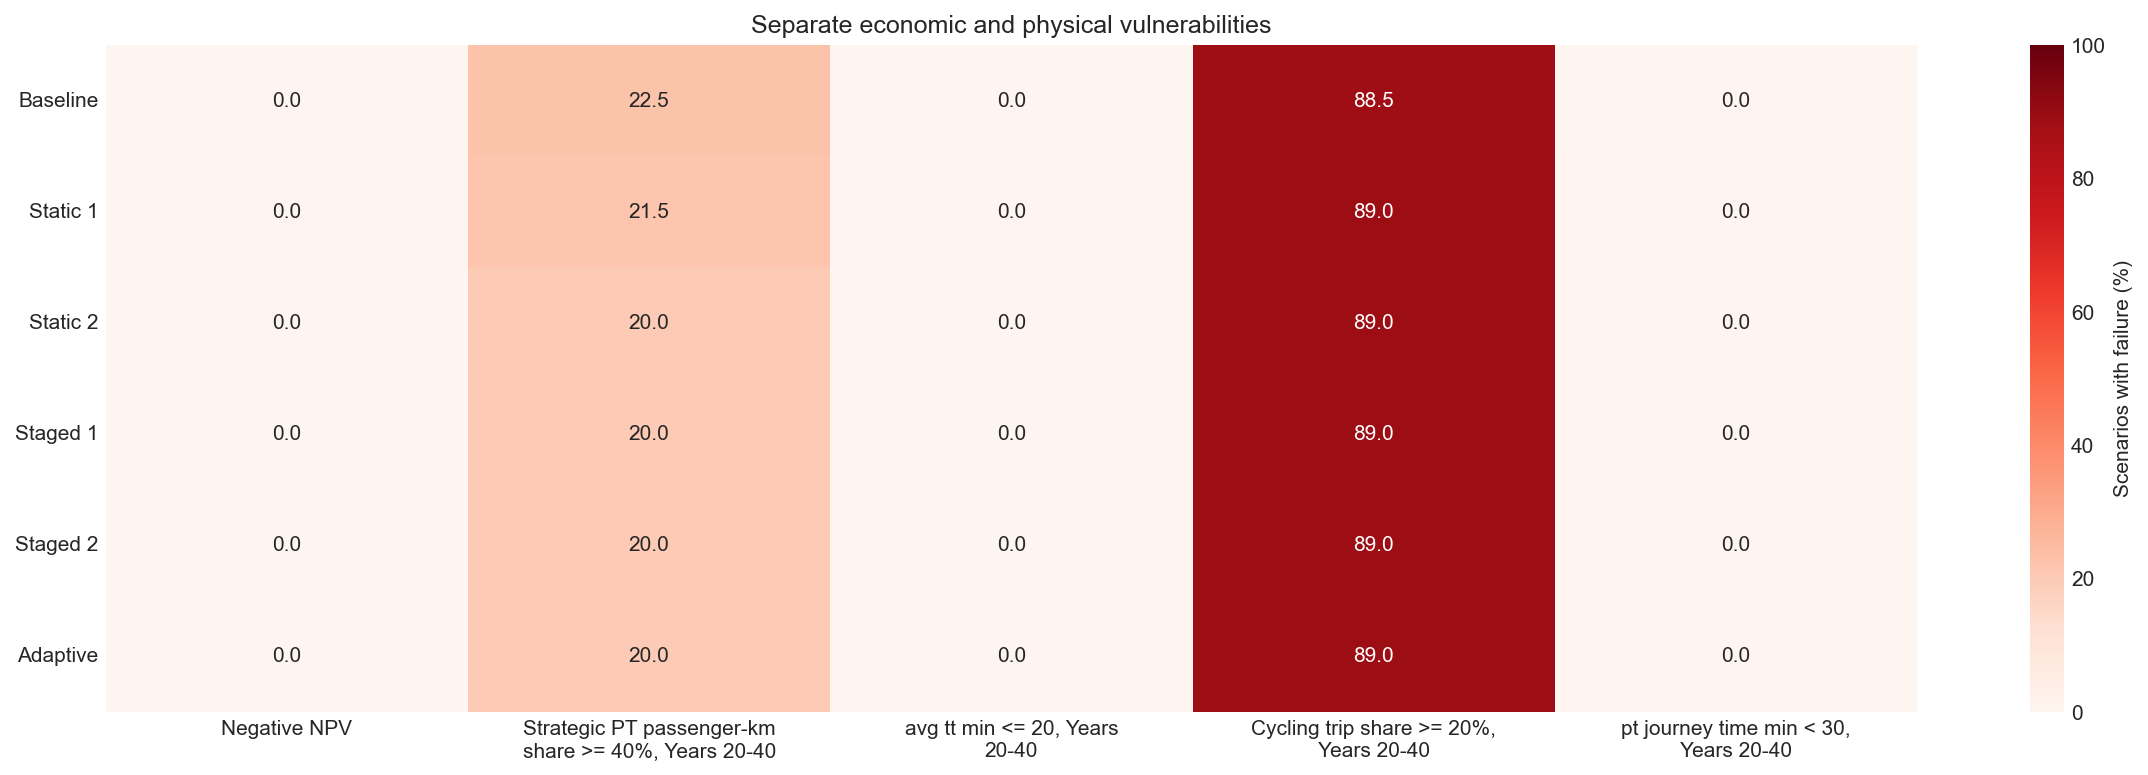 Separate economic and physical vulnerabilities
Baseline 0.0 22.5 0.0 88.5 0.0
Static 1 0.0 21.5 0.0 89.0 0.0
Static 2 0.0 20.0 0.0 89.0 0.0
Staged 1 0.0 20.0 0.0 89.0 0.0
Staged 2 0.0 20.0 0.0 89.0 0.0
Adaptive 0.0 20.0 0.0 89.0 0.0
Negative NPV
Strategic PT passenger-km
share >= 40%, Years 20-40
avg tt min <= 20, Years
20-40
Cycling trip share >= 20%,
Years 20-40
pt journey time min < 30,
Years 20-40
100
80
60
40
20
0
Scenarios with failure (%)